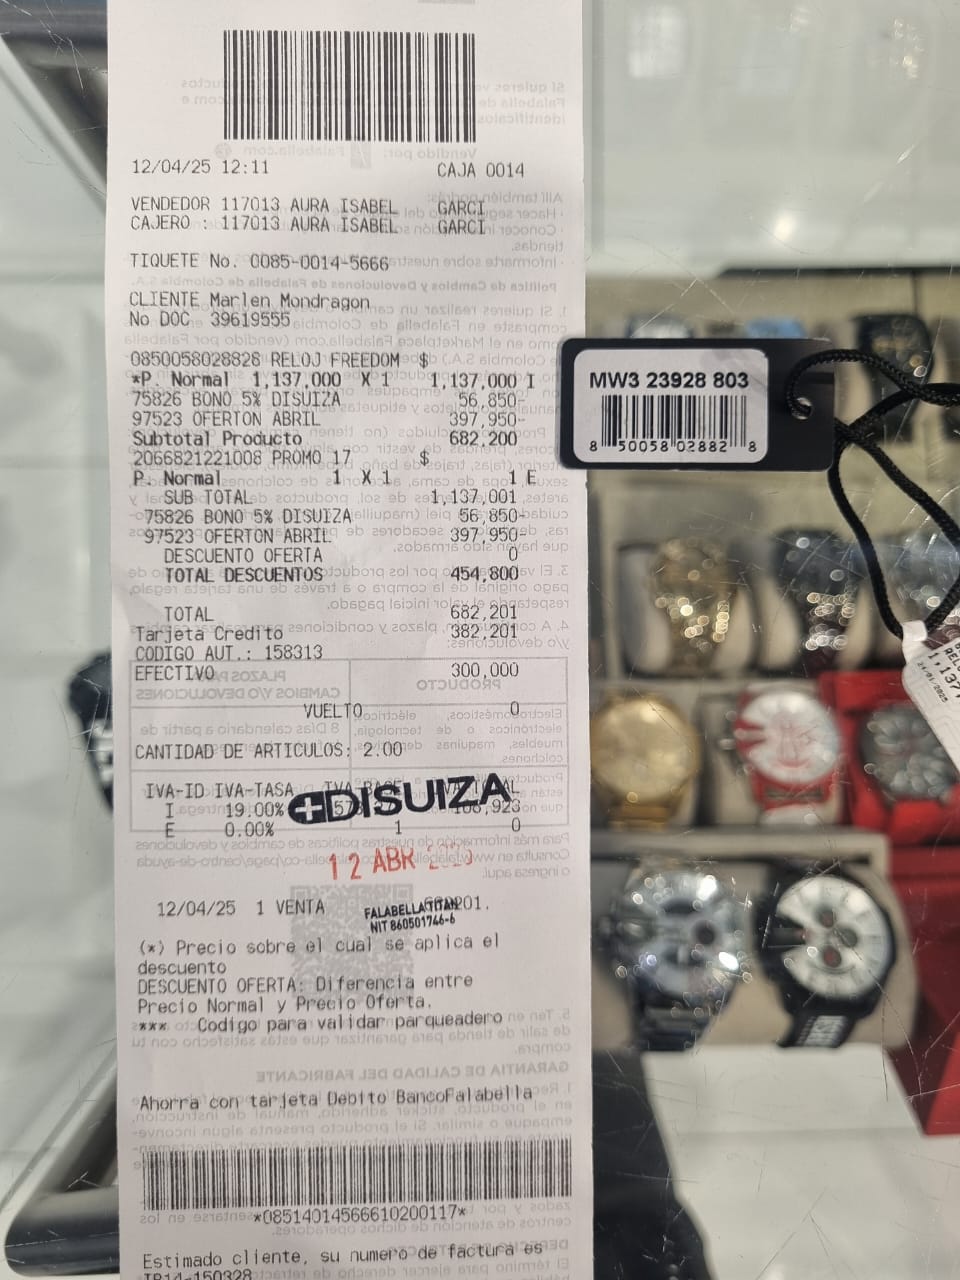 12/04/25 12:11 CAJA 0014
VENDEDOR 117013 AURA ISABEL GARCI
CAJERO : 117013 AURA ISABEL GARCI
TIQUETE No. 0085-0014-5666
CLIENTE Marlen Mondragon
No DOC 39619555
0850058028828 RELOJ FREEDOM $
*P. Normal 1,137,000 X 1 1,137,000 I
75826 BONO 5% DISUIZA 56,850-
97523 OFERTON ABRIL 397,950-
Subtotal Producto 682,200
2066821221008 PROMO 17 $
P. Normal 1 X 1 1 E
SUB TOTAL 1,137,001
75826 BONO 5% DISUIZA 56,850-
97523 OFERTON ABRIL 397,950-
DESCUENTO OFERTA 0
TOTAL DESCUENTOS 454,800
TOTAL 682,201
Tarjeta Credito 382,201
CODIGO AUT.: 158313
EFECTIVO 300,000
VUELTO 0
CANTIDAD DE ARTICULOS: 2.00
IVA-ID IVA-TASA
I 19.00%
E 0.00% 1 0
DISUIZA
12 ABR
12/04/25 1 VENTA
FALABELLA TITAN
NIT 860501746-6
(*) Precio sobre el cual se aplica el
descuento
DESCUENTO OFERTA: Diferencia entre
Precio Normal y Precio Oferta.
*** Codigo para validar parqueadero
Ahorra con tarjeta Debito BancoFalabella
*08514014566610200117*
Estimado cliente, su numero de factura es
IP14-150328
MW3 23928 803
8 50058 02882 8